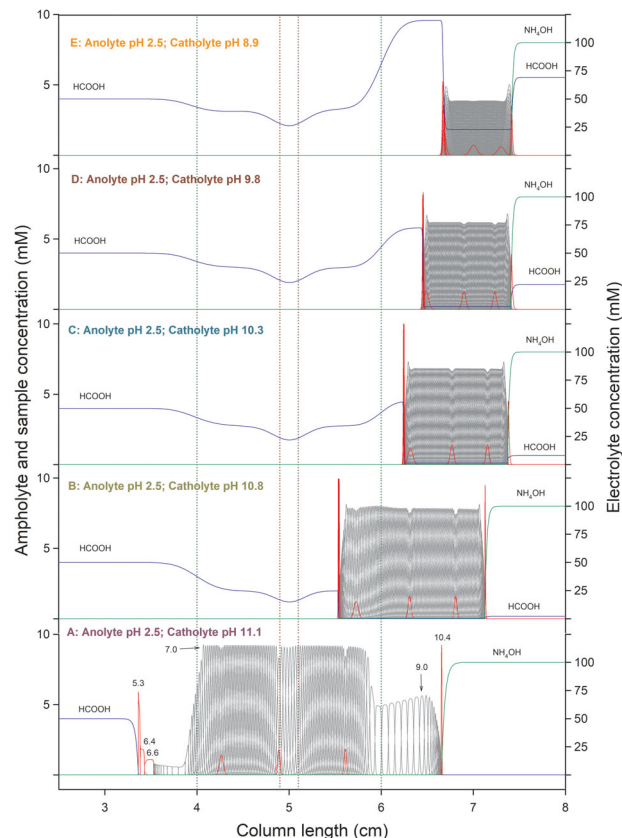 E: Anolyte pH 2.5; Catholyte pH 8.9
NH₄OH
HCOOH
HCOOH
5
125
100
75
50
25
D: Anolyte pH 2.5; Catholyte pH 9.8
NH₄OH
HCOOH
HCOOH
10
5
100
75
50
25
C: Anolyte pH 2.5; Catholyte pH 10.3
NH₄OH
HCOOH
HCOOH
10
5
100
75
50
25
B: Anolyte pH 2.5; Catholyte pH 10.8
NH₄OH
HCOOH
HCOOH
10
5
100
75
50
25
A: Anolyte pH 2.5; Catholyte pH 11.1
7.0
5.3
6.4
6.6
9.0
10.4
NH₄OH
HCOOH
10
5
100
75
50
25
0
3
4
5
6
7
8
Column length (cm)
Ampholyte and sample concentration (mM)
Electrolyte concentration (mM)